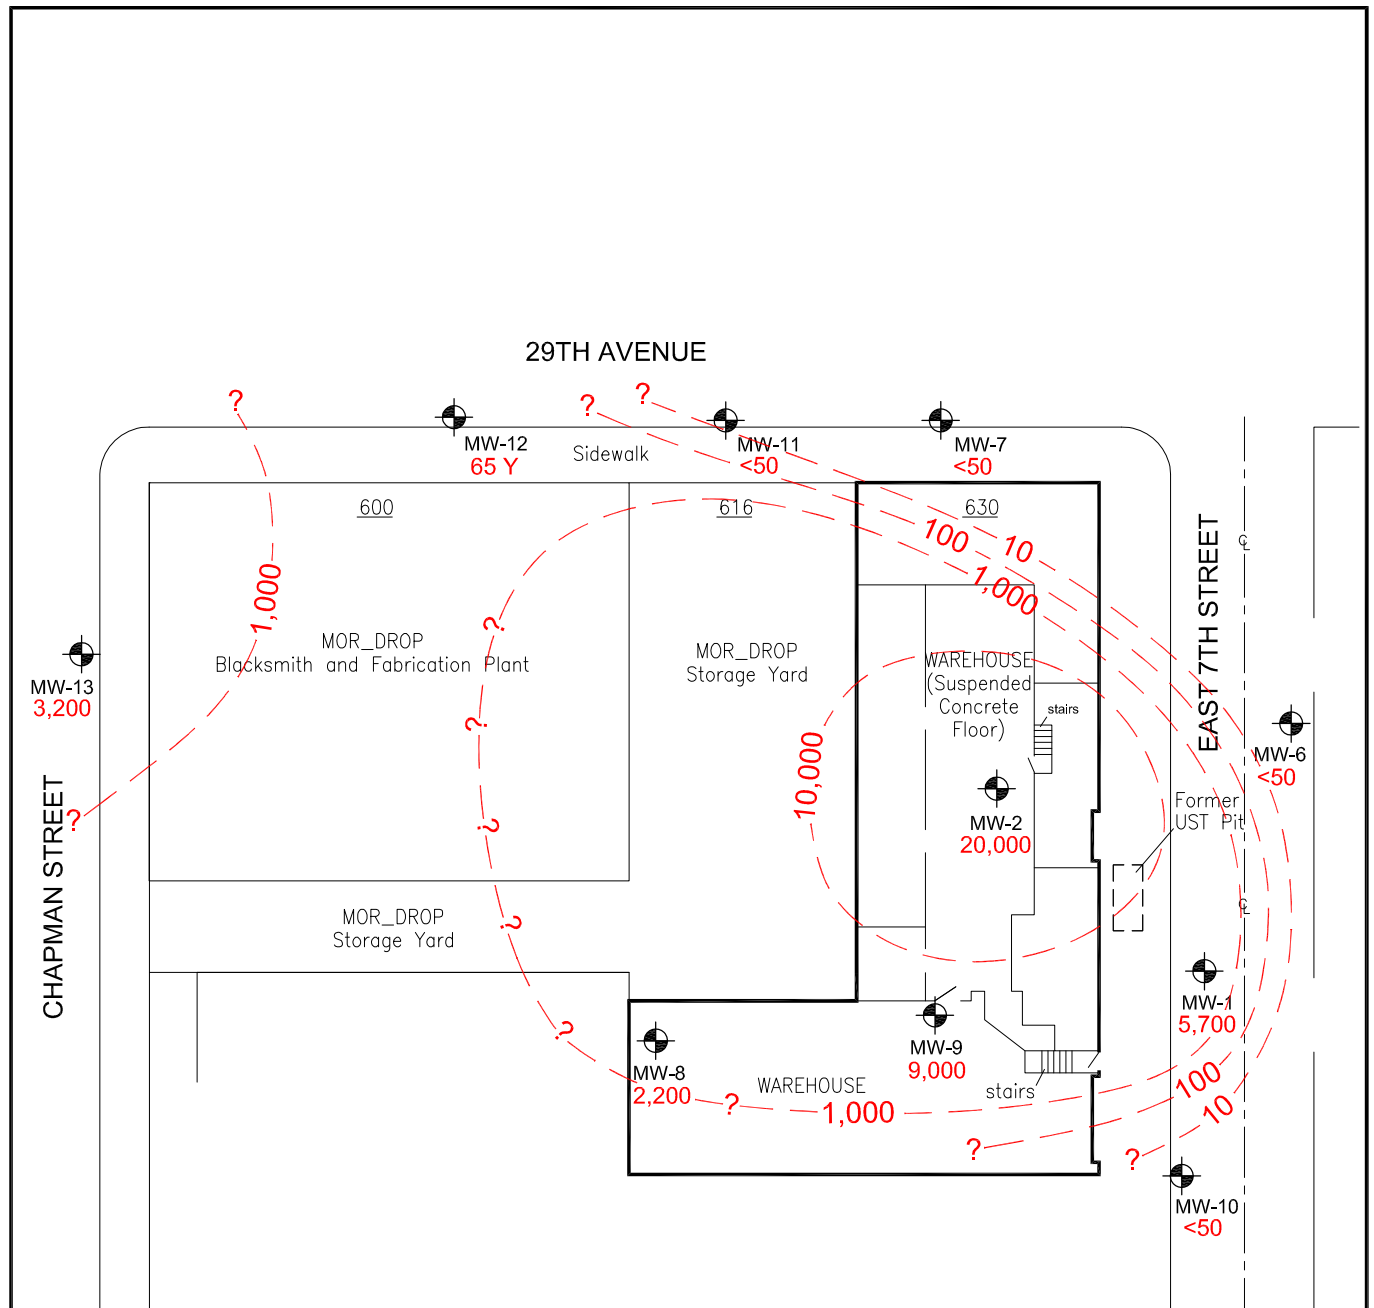 29TH AVENUE
?
?
?
MW-12
65 Y
Sidewalk
MW-11
<50
MW-7
<50
600
616
630
100
10
1,000
1,000
EAST 7TH STREET
℄
?
MOR_DROP
Blacksmith and Fabrication Plant
MOR_DROP
Storage Yard
WAREHOUSE
(Suspended
Concrete
Floor)
stairs
MW-13
3,200
?
10,000
MW-6
<50
Former
UST Pit
MW-2
20,000
?
?
CHAPMAN STREET
MOR_DROP
Storage Yard
?
℄
MW-1
5,700
?
MW-9
9,000
MW-8
2,200
WAREHOUSE
stairs
?
1,000
100
10
?
?
MW-10
<50